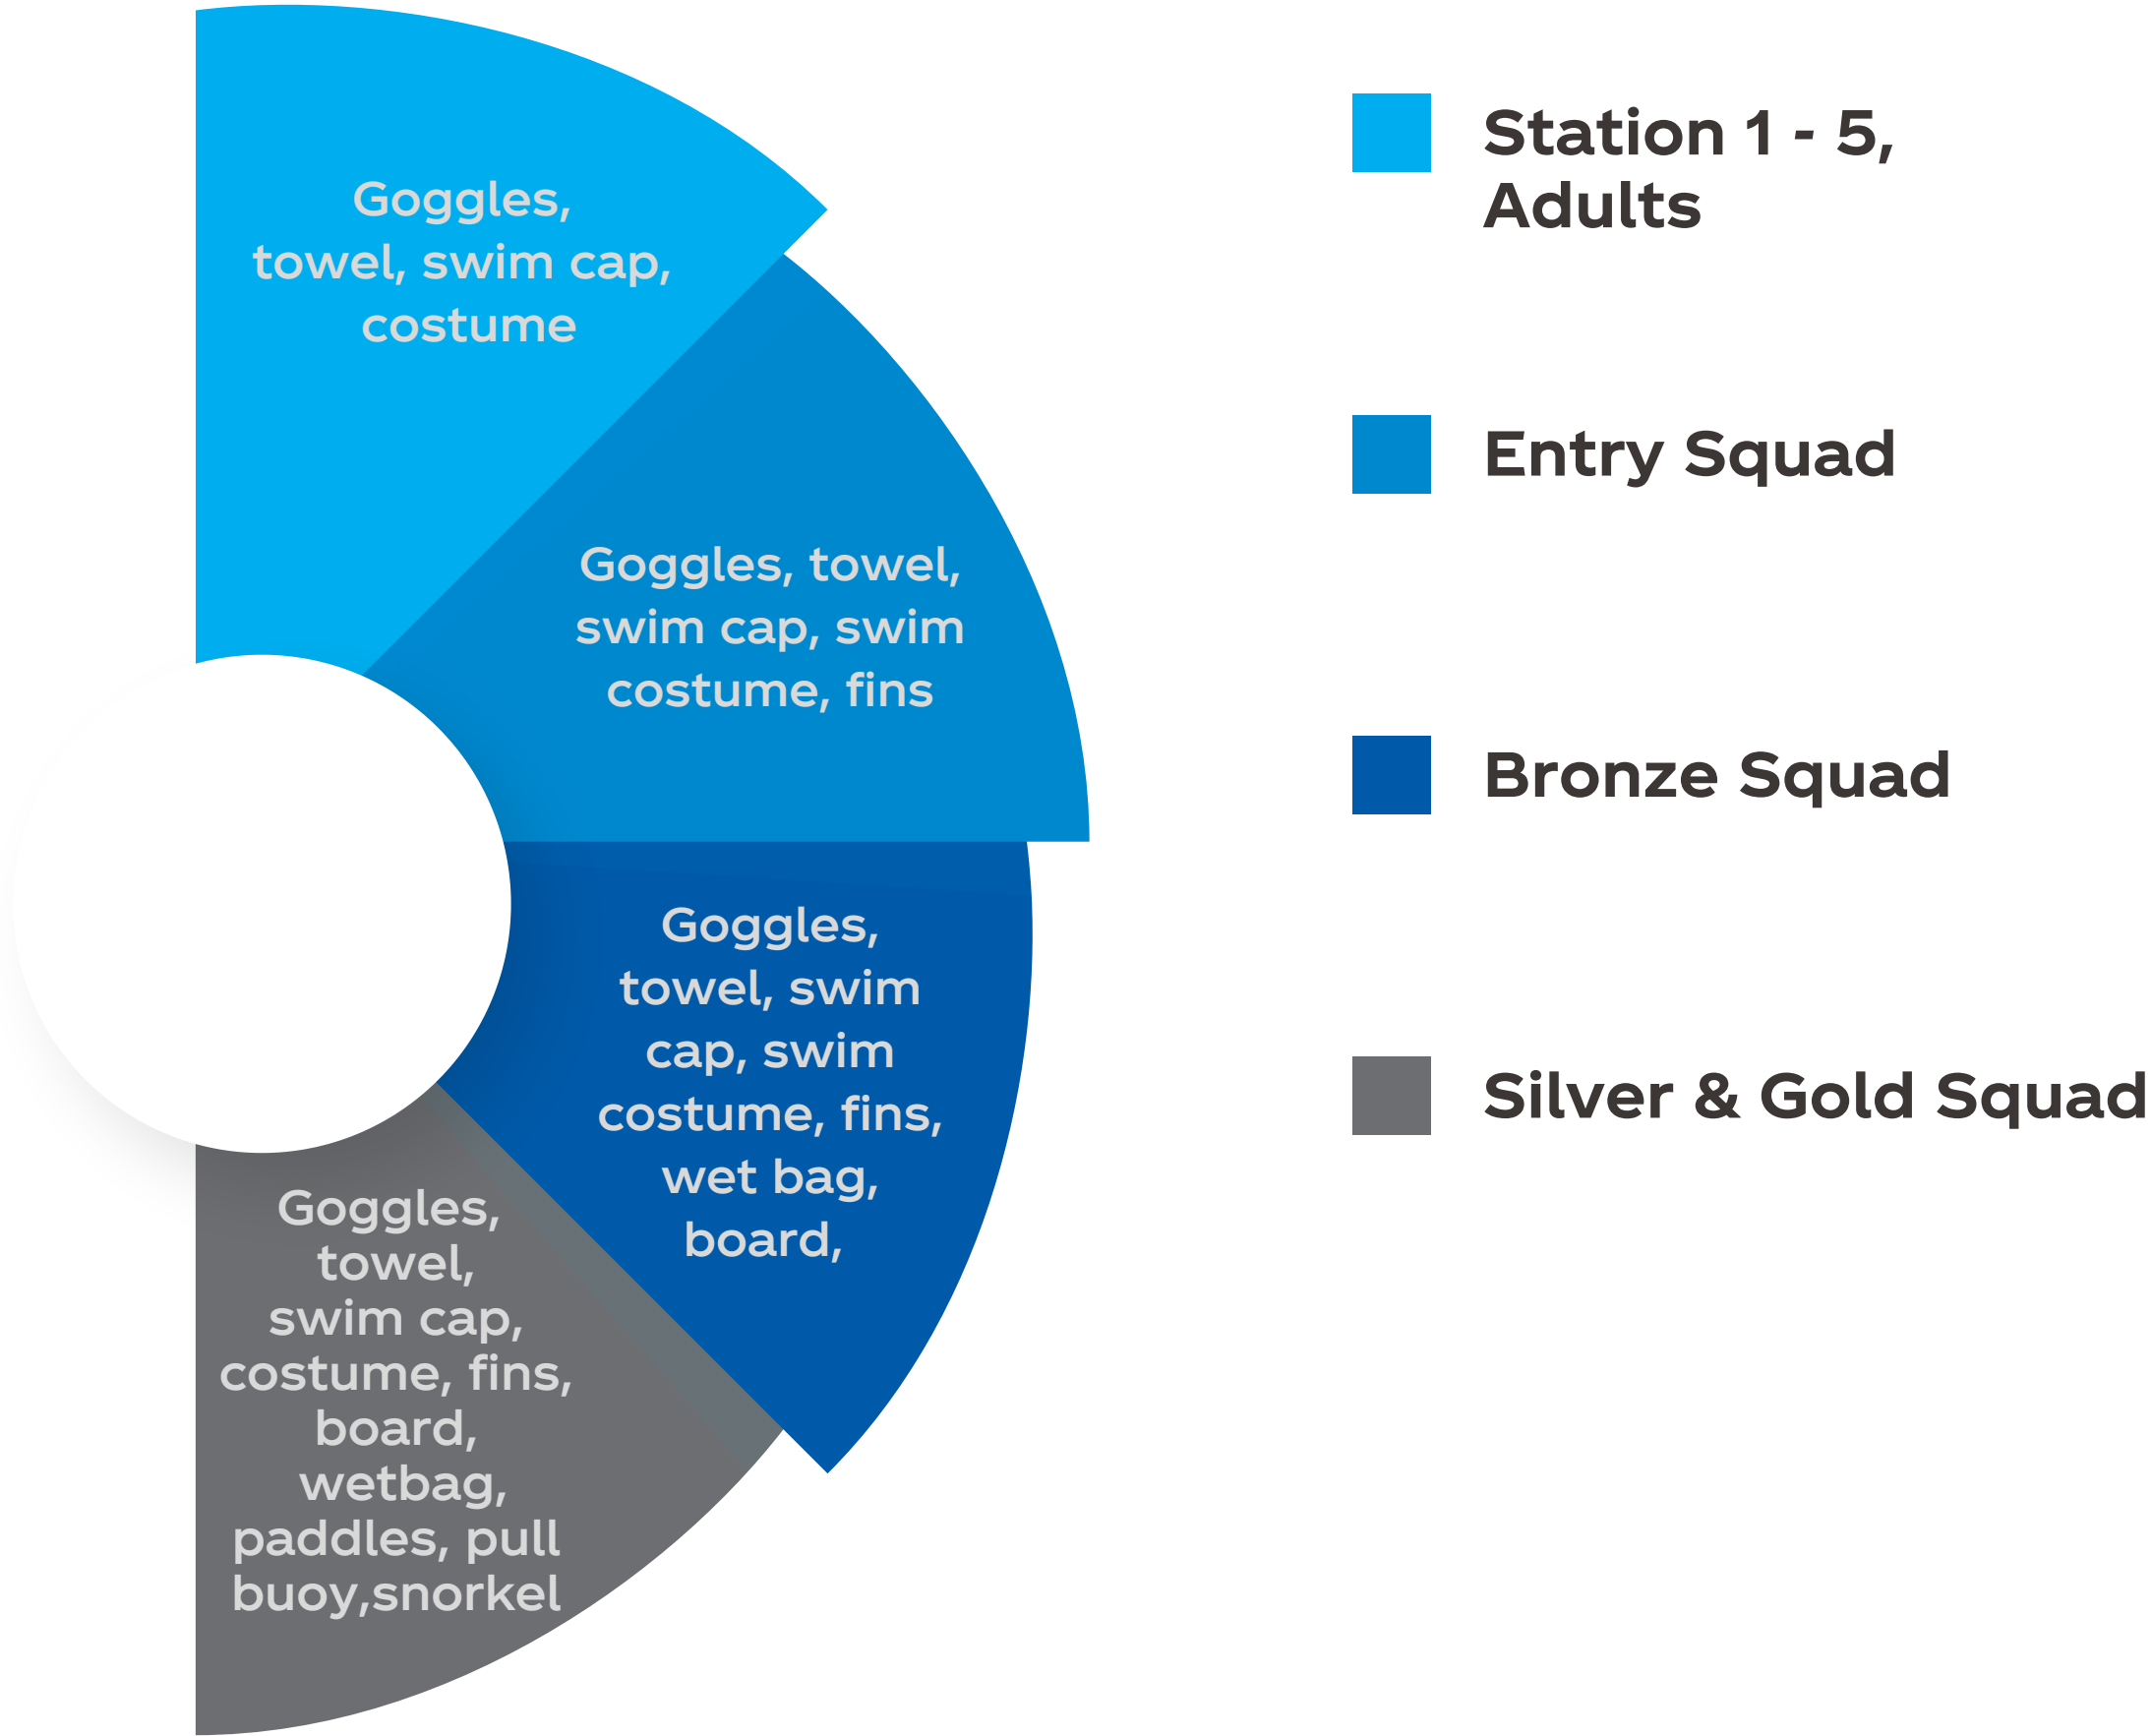 Goggles,
towel, swim cap,
costume
Goggles, towel,
swim cap, swim
costume, fins
Goggles,
towel, swim
cap, swim
costume, fins,
wet bag,
board,
Goggles,
towel,
swim cap,
costume, fins,
board,
wetbag,
paddles, pull
buoy,snorkel
Station 1 - 5,
Adults
Entry Squad
Bronze Squad
Silver & Gold Squad